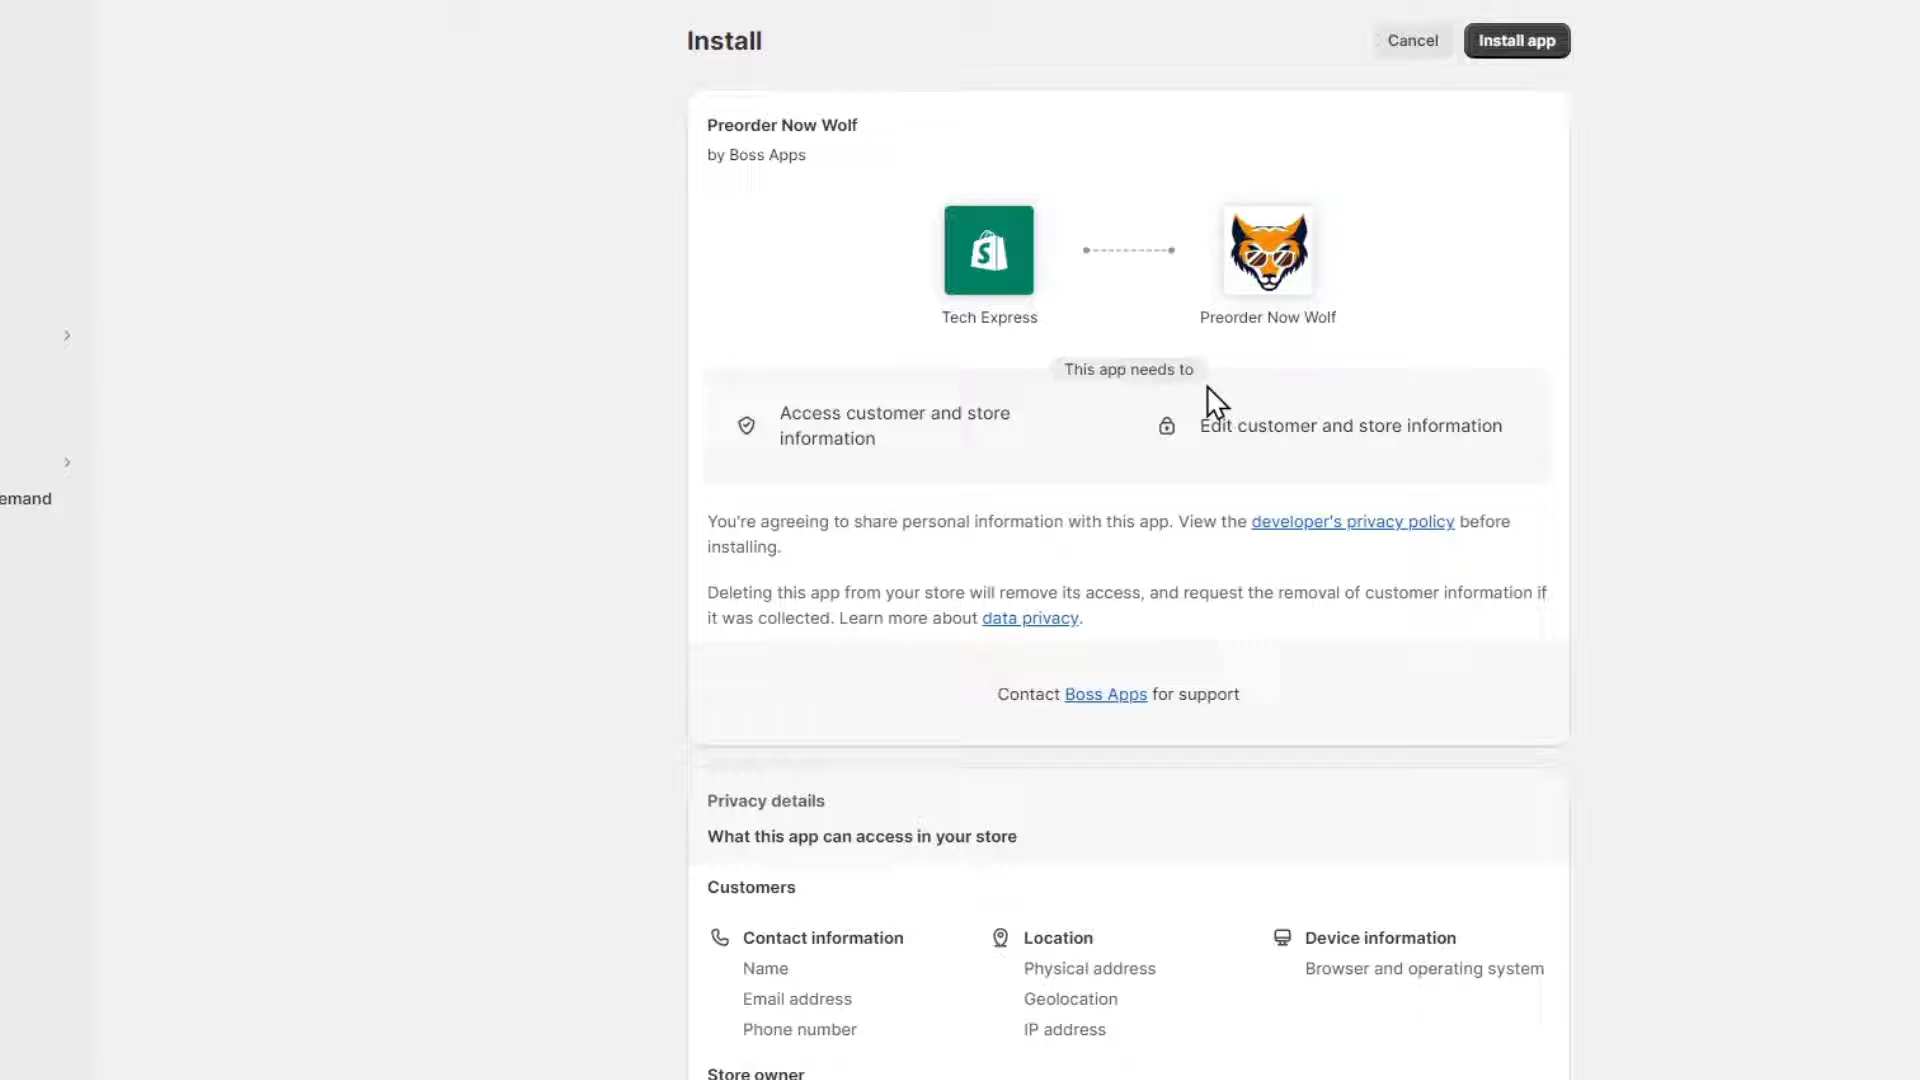 Install
Cancel
Install app
Preorder Now Wolf
by Boss Apps
Tech Express
Preorder Now Wolf
This app needs to
Access customer and store
information
Edit customer and store information
emand
You're agreeing to share personal information with this app. View the developer's privacy policy before
installing.
Deleting this app from your store will remove its access, and request the removal of customer information if
it was collected. Learn more about data privacy.
Contact Boss Apps for support
Privacy details
What this app can access in your store
Customers
Contact information
Name
Email address
Phone number
Location
Physical address
Geolocation
IP address
Device information
Browser and operating system
Store owner